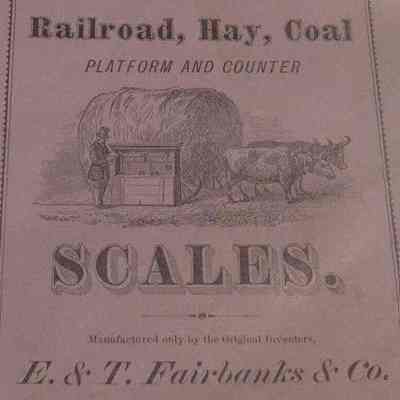 Railroad, Hay, Coal
PLATFORM AND COUNTER
SCALES.
Manufactured only by the Original Inventors,
E. & T. Fairbanks & Co.